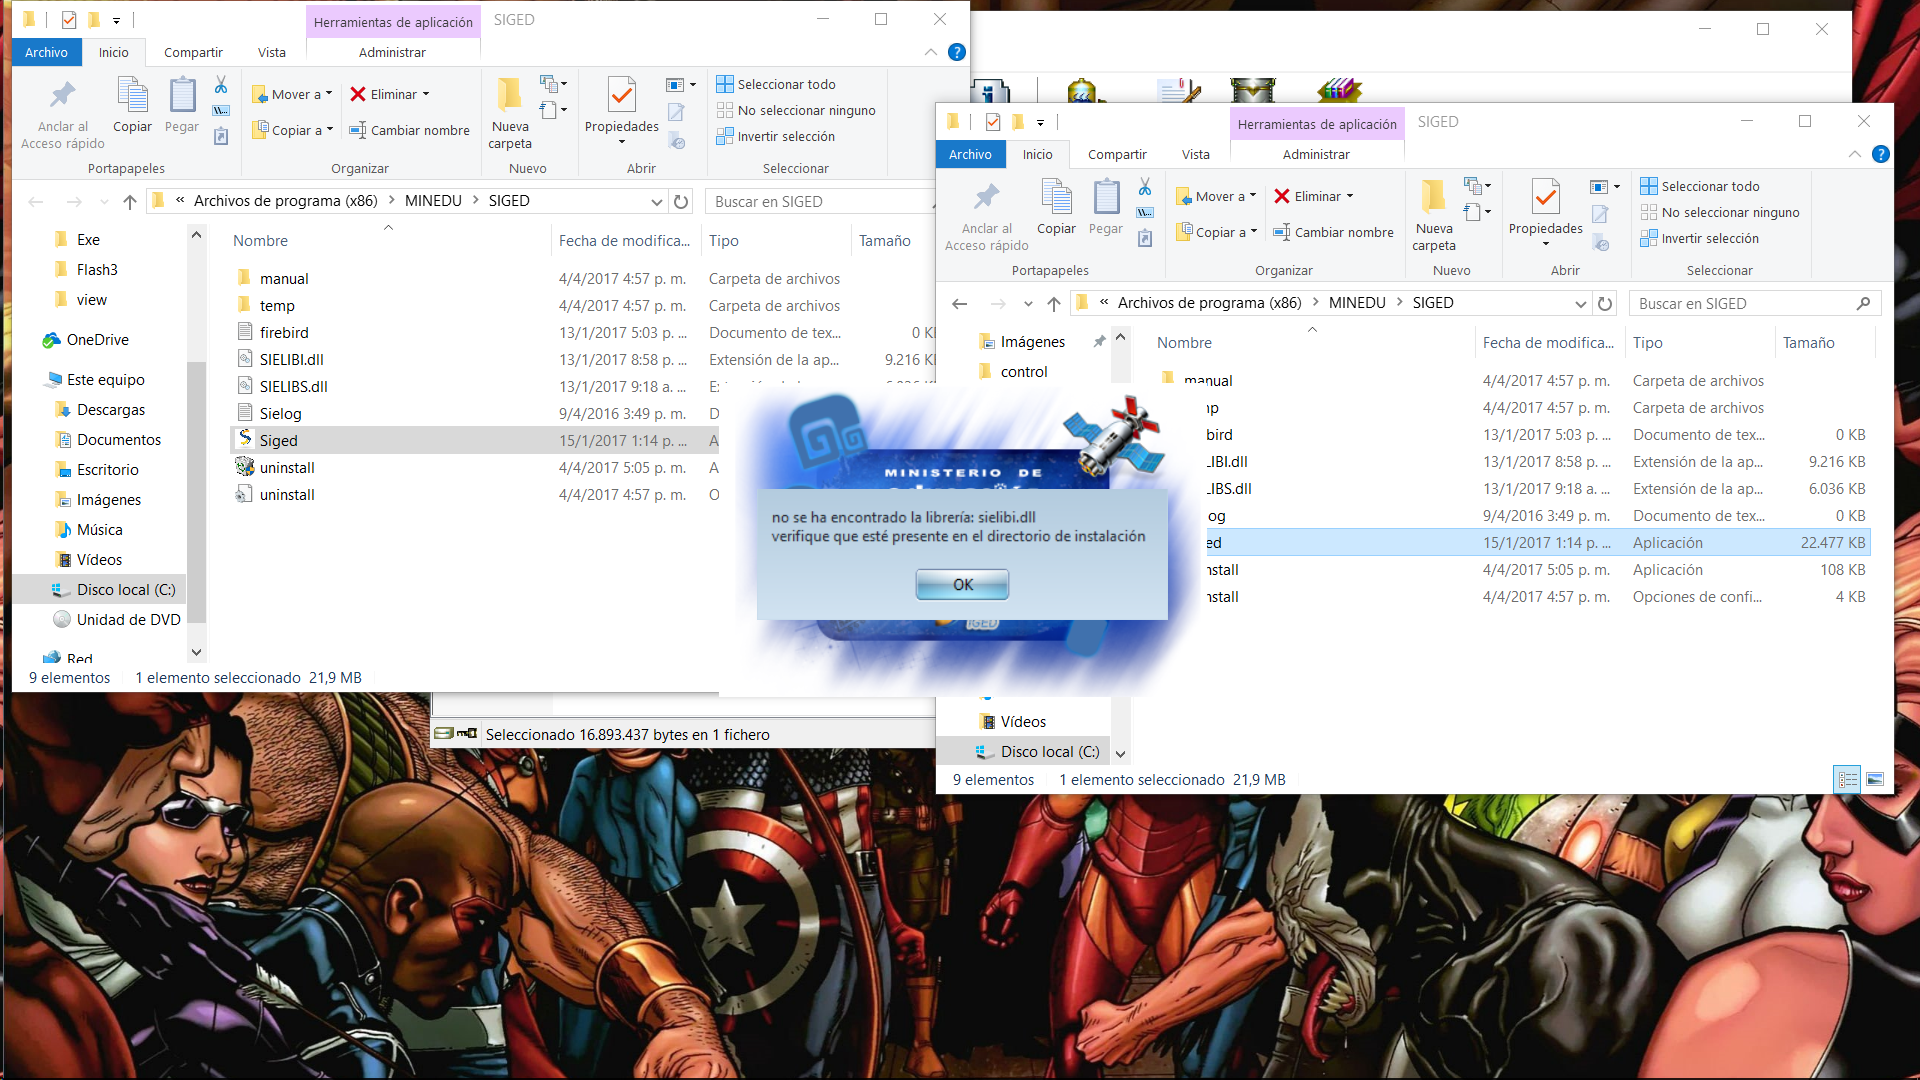 Herramientas de aplicación
SIGED
Archivo
Inicio
Compartir
Vista
Administrar
Anclar al
Acceso rápido
Copiar
Pegar
Mover a
Copiar a
Eliminar
Cambiar nombre
Nueva
carpeta
Propiedades
Seleccionar todo
No seleccionar ninguno
Invertir selección
Portapapeles
Organizar
Nuevo
Abrir
Seleccionar
« Archivos de programa (x86) > MINEDU > SIGED
Buscar en SIGED
Exe
Flash3
view
OneDrive
Este equipo
Descargas
Documentos
Escritorio
Imágenes
Música
Vídeos
Disco local (C:)
Unidad de DVD
Red
Nombre Fecha de modifica... Tipo Tamaño
manual 4/4/2017 4:57 p. m. Carpeta de archivos
temp 4/4/2017 4:57 p. m. Carpeta de archivos
firebird 13/1/2017 5:03 p. ... Documento de tex... 0 K
SIELIBI.dll 13/1/2017 8:58 p. ... Extensión de la ap... 9.216 K
SIELIBS.dll 13/1/2017 9:18 a. ...
Sielog 9/4/2016 3:49 p. m. D
Siged 15/1/2017 1:14 p. ... A
uninstall 4/4/2017 5:05 p. m. A
uninstall 4/4/2017 4:57 p. m. O
9 elementos 1 elemento seleccionado 21,9 MB
Seleccionado 16.893.437 bytes en 1 fichero
MINISTERIO DE
no se ha encontrado la librería: sielibi.dll
verifique que esté presente en el directorio de instalación
OK
iGED
Herramientas de aplicación
SIGED
Archivo
Inicio
Compartir
Vista
Administrar
Anclar al
Acceso rápido
Copiar
Pegar
Mover a
Copiar a
Eliminar
Cambiar nombre
Nueva
carpeta
Propiedades
Seleccionar todo
No seleccionar ninguno
Invertir selección
Portapapeles
Organizar
Nuevo
Abrir
Seleccionar
« Archivos de programa (x86) > MINEDU > SIGED
Buscar en SIGED
Imágenes
control
Vídeos
Disco local (C:)
Nombre Fecha de modifica... Tipo Tamaño
manual 4/4/2017 4:57 p. m. Carpeta de archivos
mp 4/4/2017 4:57 p. m. Carpeta de archivos
bird 13/1/2017 5:03 p. ... Documento de tex... 0 KB
LIBI.dll 13/1/2017 8:58 p. ... Extensión de la ap... 9.216 KB
LIBS.dll 13/1/2017 9:18 a. ... Extensión de la ap... 6.036 KB
og 9/4/2016 3:49 p. m. Documento de tex... 0 KB
ed 15/1/2017 1:14 p. ... Aplicación 22.477 KB
nstall 4/4/2017 5:05 p. m. Aplicación 108 KB
nstall 4/4/2017 4:57 p. m. Opciones de confi... 4 KB
9 elementos 1 elemento seleccionado 21,9 MB